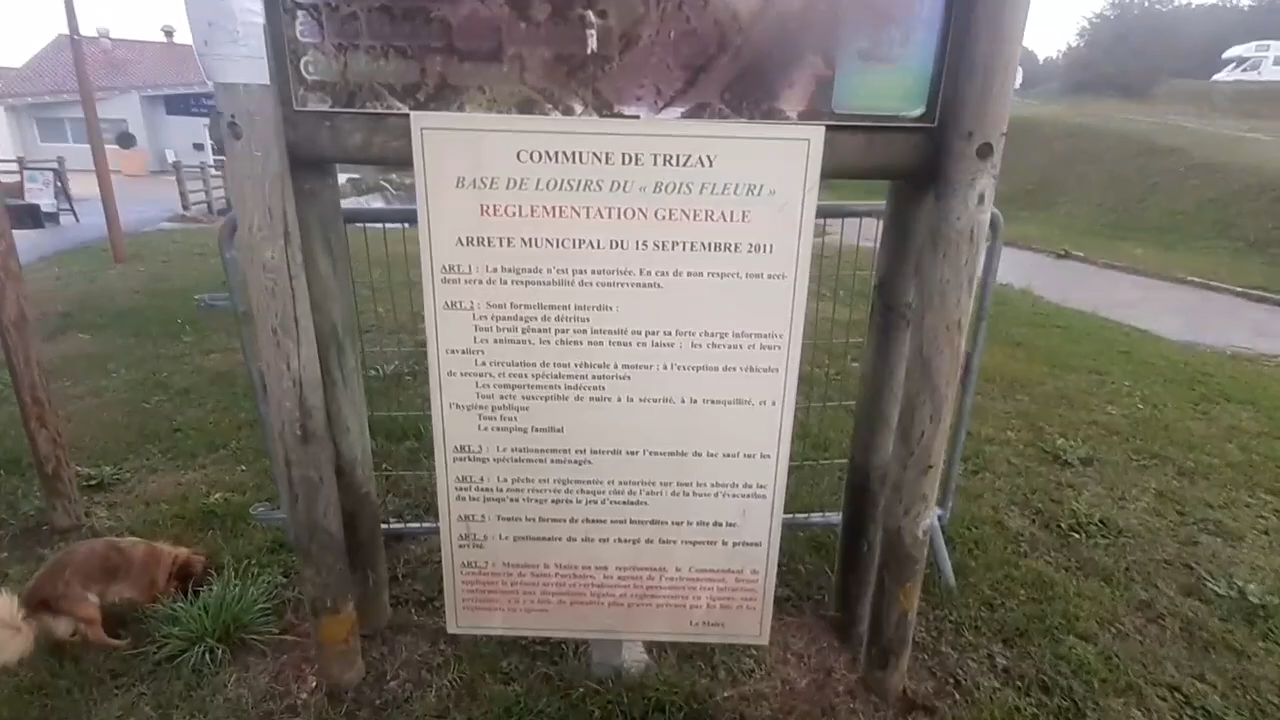 COMMUNE DE TRIZAY
BASE DE LOISIRS DU « BOIS FLEURI »
REGLEMENTATION GENERALE
ARRETE MUNICIPAL DU 15 SEPTEMBRE 2011
ART. 1 : La baignade n'est pas autorisée. En cas de non respect, tout acci-
dent sera de la responsabilité des contrevenants.
ART. 2 : Sont formellement interdits :
Les épandages de détritus
Tout bruit gênant par son intensité ou par sa forte charge informative
Les animaux, les chiens non tenus en laisse ; les chevaux et leurs
cavaliers
La circulation de tout véhicule à moteur ; à l'exception des véhicules
de secours, et ceux spécialement autorisés
Les comportements indécents
Tout acte susceptible de nuire à la sécurité, à la tranquillité, et à
l'hygiène publique
Tous feux
Le camping familial
ART. 3 : Le stationnement est interdit sur l'ensemble du lac sauf sur les
parkings spécialement aménagés.
ART. 4 : La pêche est règlementée et autorisée sur tout les abords du lac
sauf dans la zone réservée de chaque côté de l'abri : de la buse d'évacuation
du lac jusqu'au virage après le jeu d'escalades.
ART. 5 : Toutes les formes de chasse sont interdites sur le site du lac.
ART. 6 : Le gestionnaire du site est chargé de faire respecter le présent
arrêté.
ART. 7 : Monsieur le Maire ou son représentant, le Commandant de
Gendarmerie de Saint-Porchaire, les agents de l'environnement, feront
appliquer le présent arrêté et verbaliseront les personnes en état infraction,
conformément aux dispositions légales et règlementaires en vigueur, sans
préjudice, s'il y a lieu, de pénalités plus graves prévues par les lois et les
règlements en vigueur.
Le Maire